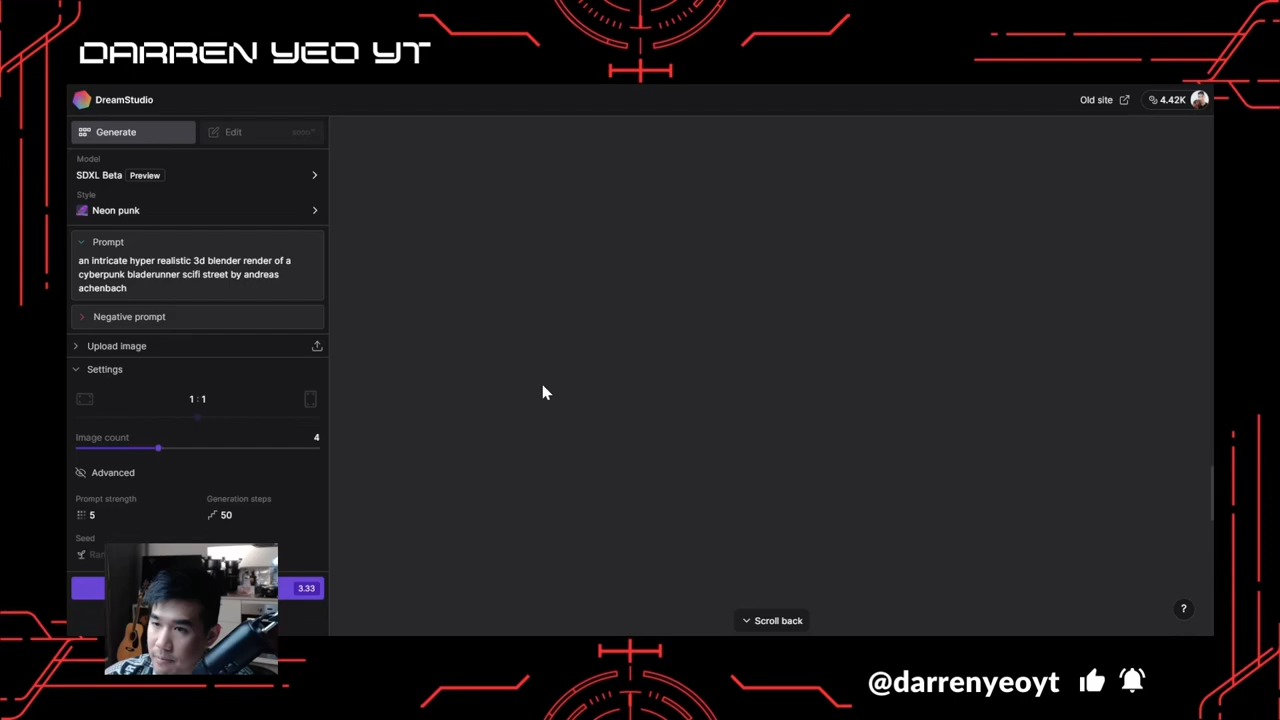 DARREN YEO YT
DreamStudio
Old site
4.42K
Generate
Edit
soon™
Model
SDXL Beta Preview
Style
Neon punk
Prompt
an intricate hyper realistic 3d blender render of a
cyberpunk bladerunner scifi street by andreas
achenbach
Negative prompt
Upload image
Settings
1 : 1
Image count 4
Advanced
Prompt strength Generation steps
5 50
Seed
Ran
3.33
Scroll back
?
@darrenyeoyt